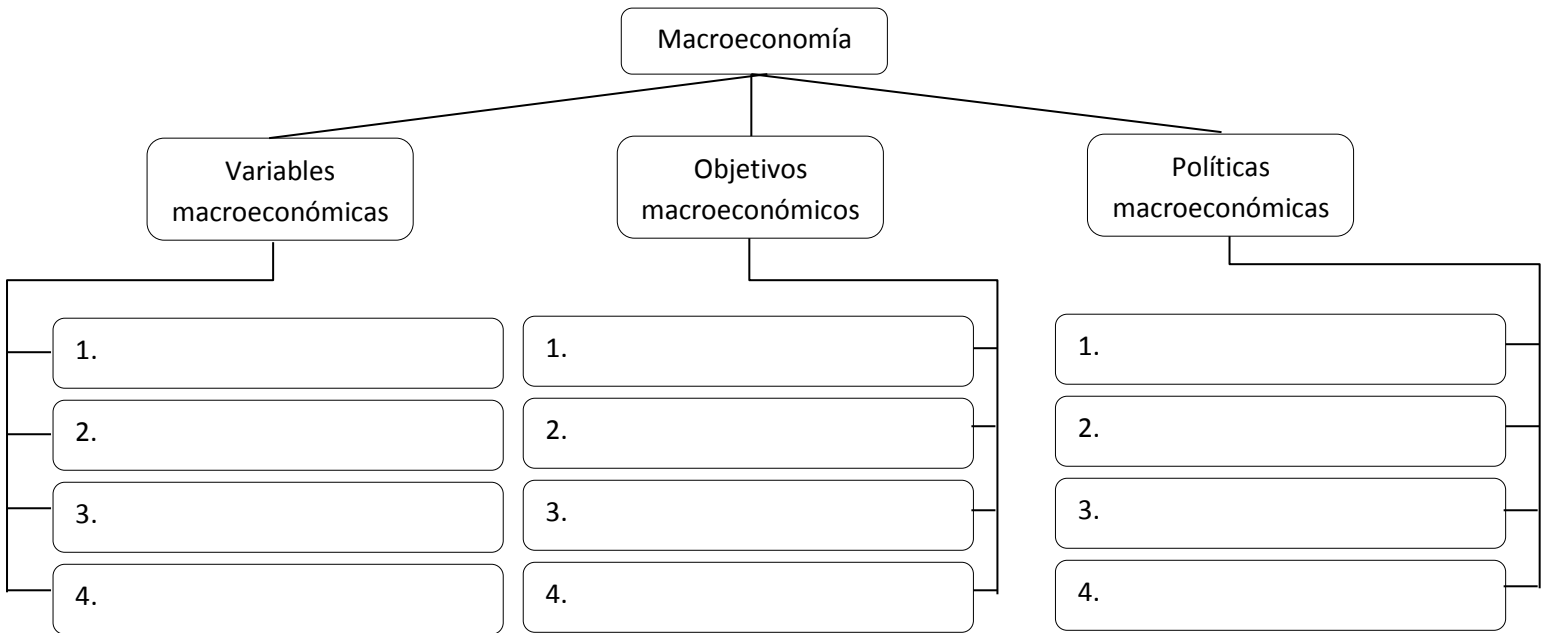 Macroeconomía
Variables
macroeconómicas
Objetivos
macroeconómicos
Políticas
macroeconómicas
1.
2.
3.
4.
1.
2.
3.
4.
1.
2.
3.
4.